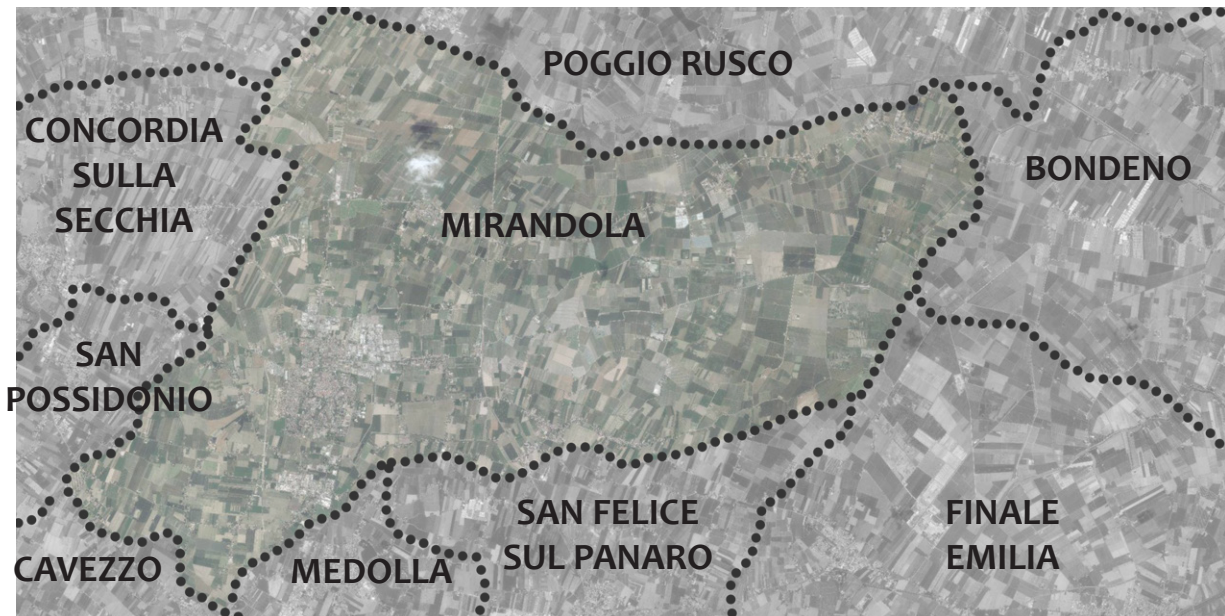 POGGIO RUSCO
CONCORDIA
SULLA
SECCHIA
BONDENO
MIRANDOLA
SAN
POSSIDONIO
SAN FELICE
SUL PANARO
FINALE
EMILIA
CAVEZZO
MEDOLLA